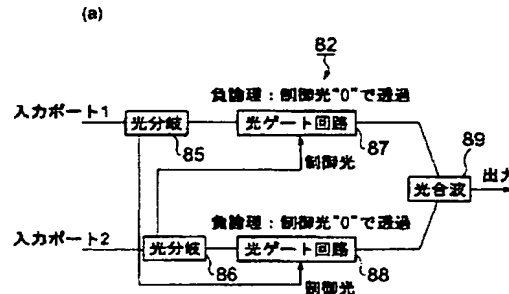 (a)
82
負論理：制御光"0"で透過
入力ポート1
光分岐
光ゲート回路
85
87
制御光
89
光合波
出力
負論理：制御光"0"で透過
入力ポート2
光分岐
光ゲート回路
86
88
制御光